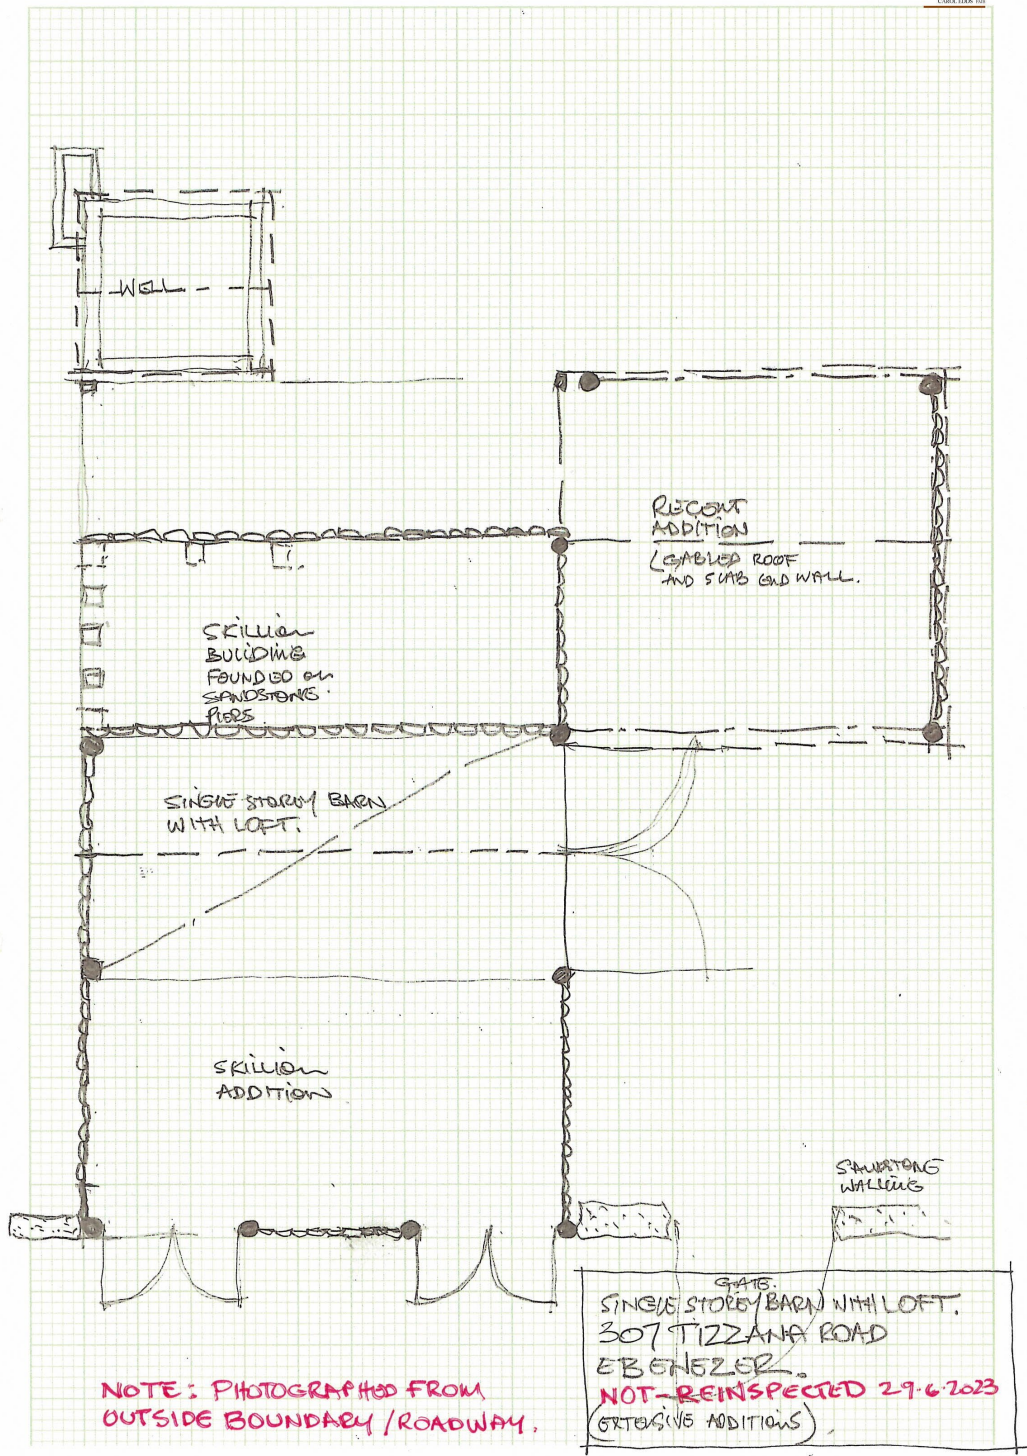 CAROL EDDS
WELL
RECENT
ADDITION
(GABLED ROOF
AND SLAB END WALL.
SKILLION
BUILDING
FOUNDED ON
SANDSTONE
PIERS
SINGLE STOREY BARN
WITH LOFT.
SKILLION
ADDITION
SANDSTONE
WALLING
GATE.
SINGLE STOREY BARN WITH LOFT.
307 TIZZANA ROAD
EBENEZER.
NOT-REINSPECTED 29.6.2023
(EXTENSIVE ADDITIONS)
NOTE: PHOTOGRAPHED FROM
OUTSIDE BOUNDARY/ROADWAY.